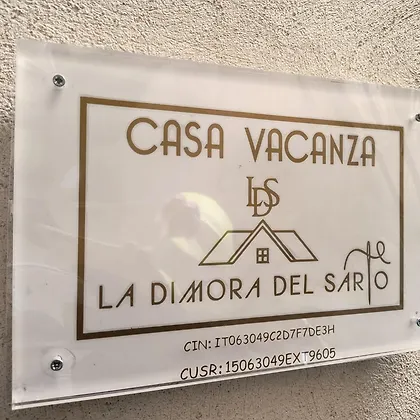 CASA VACANZA
LDS
LA DIMORA DEL SARTO
CIN: IT063049C2D7F7DE3H
CUSR: 15063049EXT9605